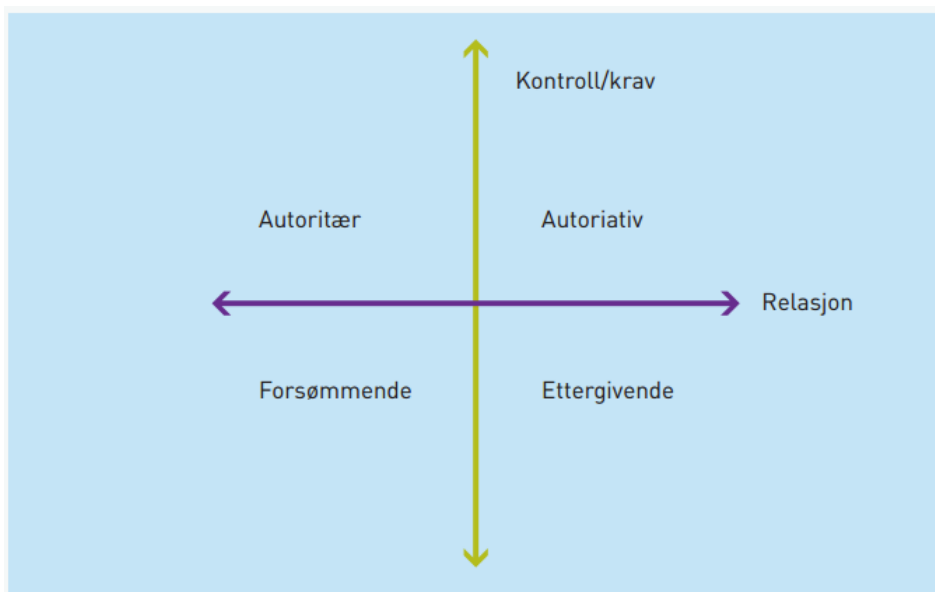 Kontroll/krav
Autoritær
Autoriativ
Relasjon
Forsømmende
Ettergivende